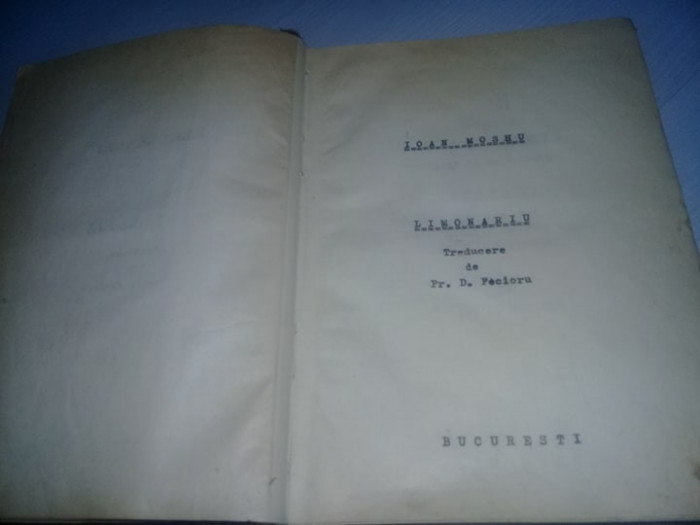 IOAN MOSHU
LIMONARIU
Traducere
de
Pr. D. Fecioru
BUCURESTI